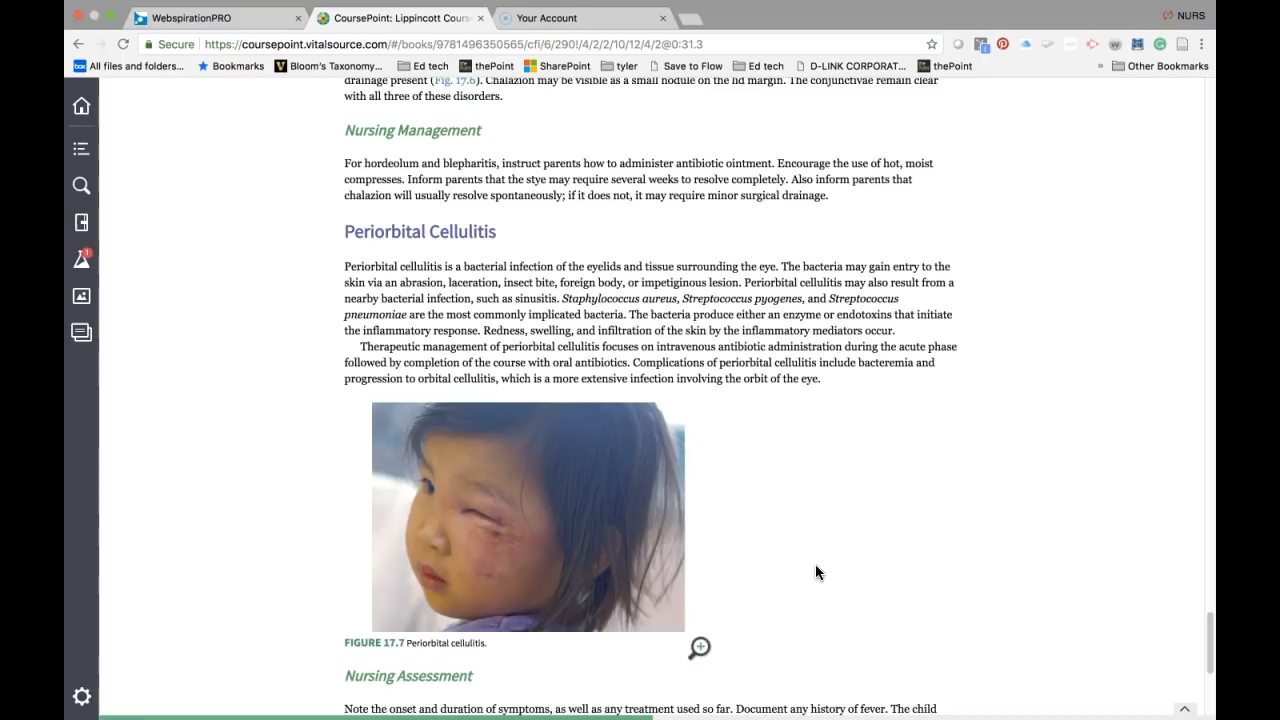 WebspirationPRO
CoursePoint: Lippincott Cours
Your Account
NURS
Secure
https://coursepoint.vitalsource.com/#/books/9781496350565/cfi/6/290!/4/2/2/10/12/4/2@0:31.3
box All files and folders...
Bookmarks
V Bloom's Taxonomy...
Ed tech
thePoint
SharePoint
tyler
Save to Flow
Ed tech
D-LINK CORPORAT...
thePoint
»
Other Bookmarks
drainage present (Fig. 17.6). Chalazion may be visible as a small nodule on the lid margin. The conjunctivae remain clear
with all three of these disorders.
Nursing Management
For hordeolum and blepharitis, instruct parents how to administer antibiotic ointment. Encourage the use of hot, moist
compresses. Inform parents that the stye may require several weeks to resolve completely. Also inform parents that
chalazion will usually resolve spontaneously; if it does not, it may require minor surgical drainage.
Periorbital Cellulitis
Periorbital cellulitis is a bacterial infection of the eyelids and tissue surrounding the eye. The bacteria may gain entry to the
skin via an abrasion, laceration, insect bite, foreign body, or impetiginous lesion. Periorbital cellulitis may also result from a
nearby bacterial infection, such as sinusitis. Staphylococcus aureus, Streptococcus pyogenes, and Streptococcus
pneumoniae are the most commonly implicated bacteria. The bacteria produce either an enzyme or endotoxins that initiate
the inflammatory response. Redness, swelling, and infiltration of the skin by the inflammatory mediators occur.
Therapeutic management of periorbital cellulitis focuses on intravenous antibiotic administration during the acute phase
followed by completion of the course with oral antibiotics. Complications of periorbital cellulitis include bacteremia and
progression to orbital cellulitis, which is a more extensive infection involving the orbit of the eye.
FIGURE 17.7 Periorbital cellulitis.
Nursing Assessment
Note the onset and duration of symptoms, as well as any treatment used so far. Document any history of fever. The child
1